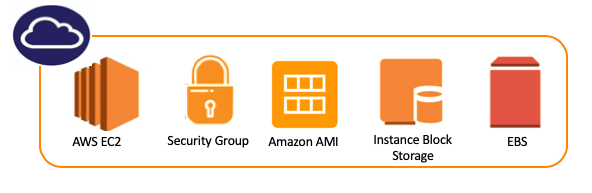 AWS EC2
Security Group
Amazon AMI
Instance Block
Storage
EBS